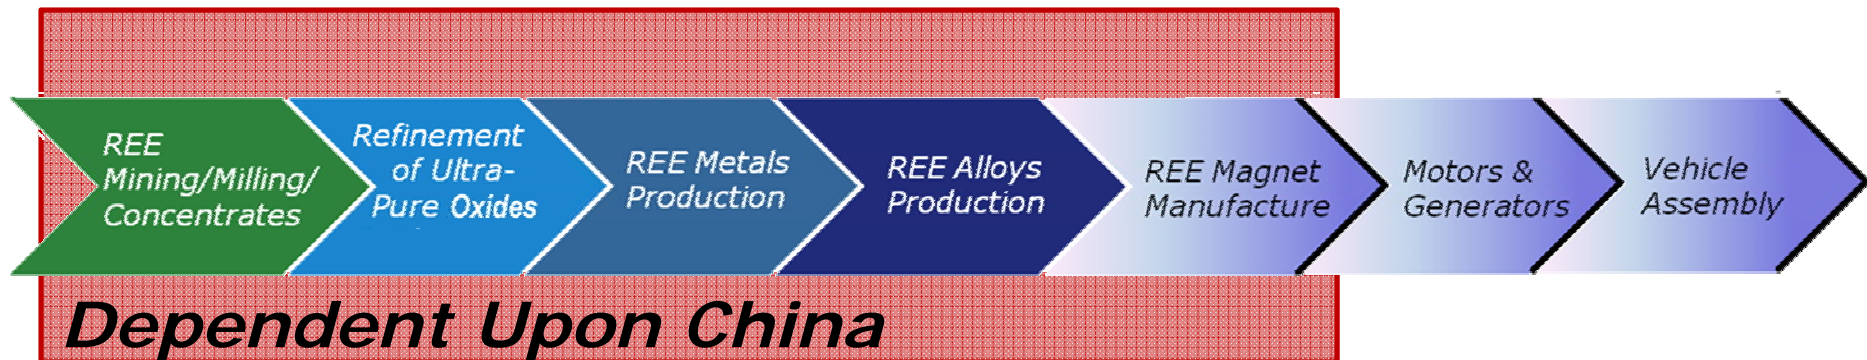 REE
Mining/Milling/
Concentrates
Refinement
of Ultra-
Pure Oxides
REE Metals
Production
REE Alloys
Production
REE Magnet
Manufacture
Motors &
Generators
Vehicle
Assembly
Dependent Upon China